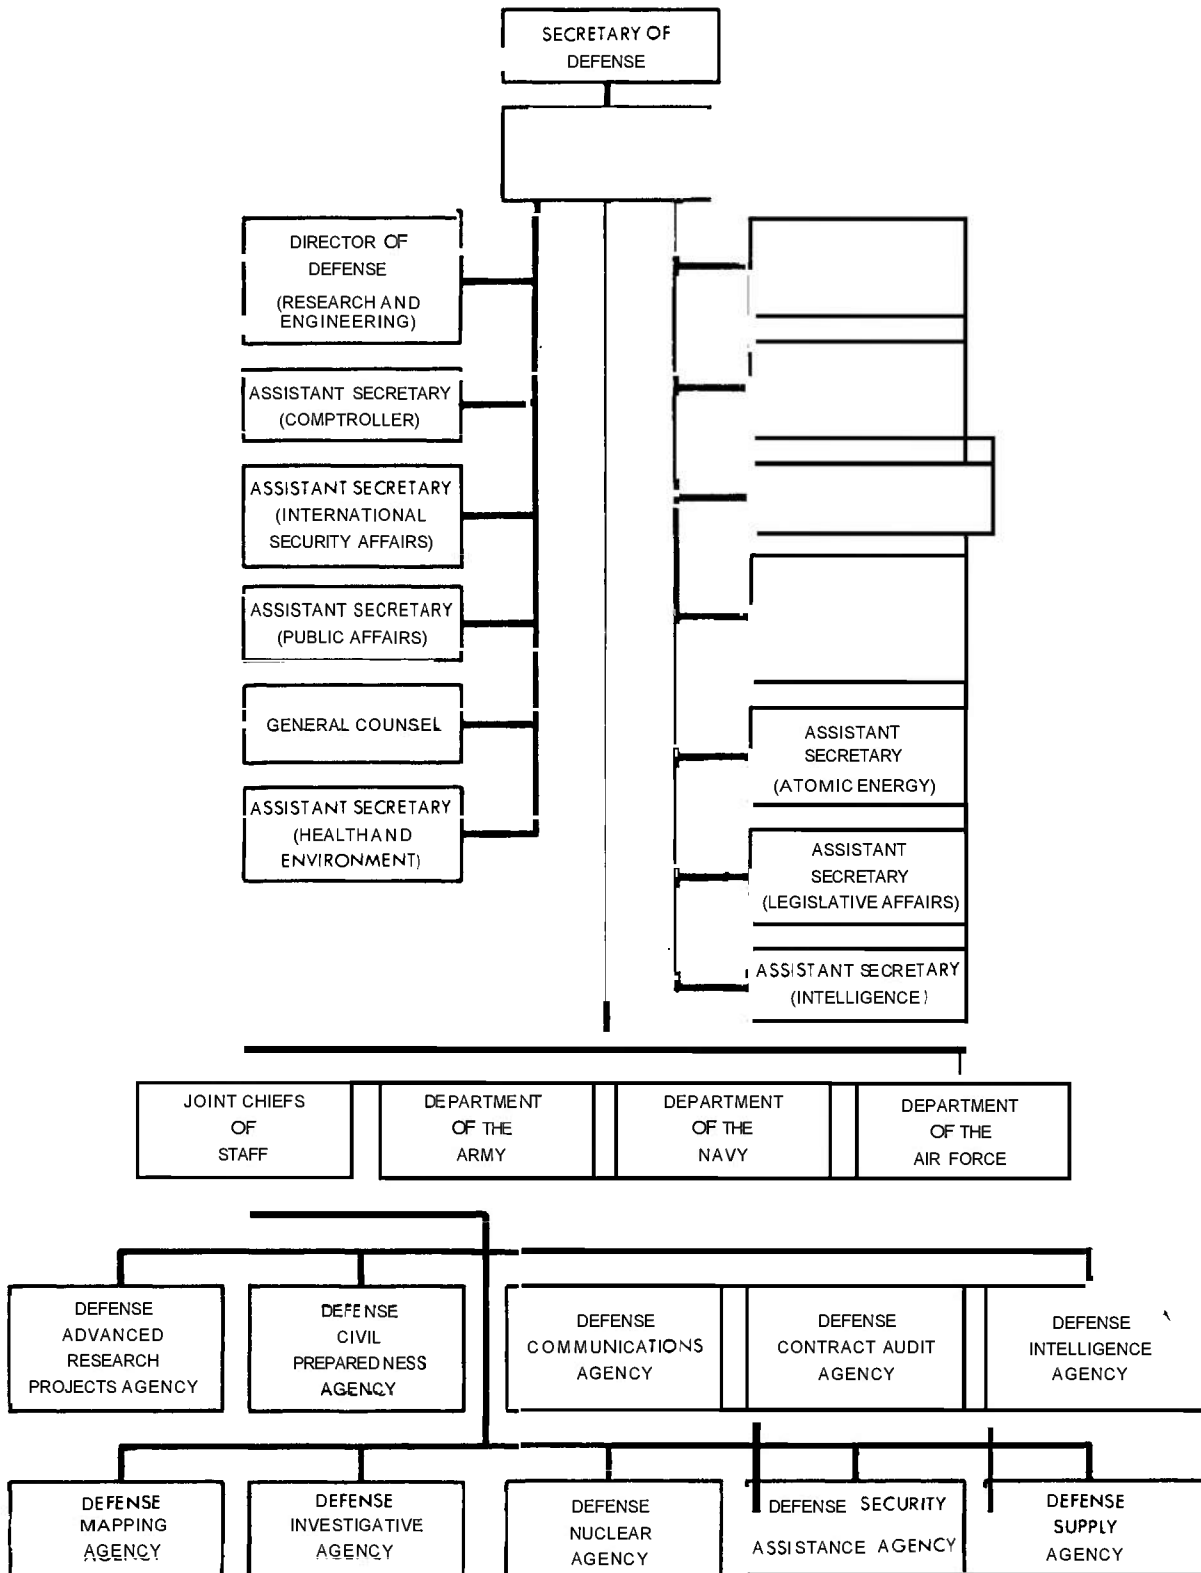 SECRETARY OF
DEFENSE
DIRECTOR OF
DEFENSE
(RESEARCH AND
ENGINEERING)
ASSISTANT SECRETARY
(COMPTROLLER)
ASSISTANT SECRETARY
(INTERNATIONAL
SECURITY AFFAIRS)
ASSISTANT SECRETARY
(PUBLIC AFFAIRS)
GENERAL COUNSEL
ASSISTANT SECRETARY
(HEALTH AND
ENVIRONMENT)
ASSISTANT
SECRETARY
(ATOMIC ENERGY)
ASSISTANT
SECRETARY
(LEGISLATIVE AFFAIRS)
ASSISTANT SECRETARY
(INTELLIGENCE)
JOINT CHIEFS
OF
STAFF
DEPARTMENT
OF THE
ARMY
DEPARTMENT
OF THE
NAVY
DEPARTMENT
OF THE
AIR FORCE
DEFENSE
ADVANCED
RESEARCH
PROJECTS AGENCY
DEFENSE
CIVIL
PREPAREDNESS
AGENCY
DEFENSE
COMMUNICATIONS
AGENCY
DEFENSE
CONTRACT AUDIT
AGENCY
DEFENSE
INTELLIGENCE
AGENCY
DEFENSE
MAPPING
AGENCY
DEFENSE
INVESTIGATIVE
AGENCY
DEFENSE
NUCLEAR
AGENCY
DEFENSE SECURITY
ASSISTANCE AGENCY
DEFENSE
SUPPLY
AGENCY